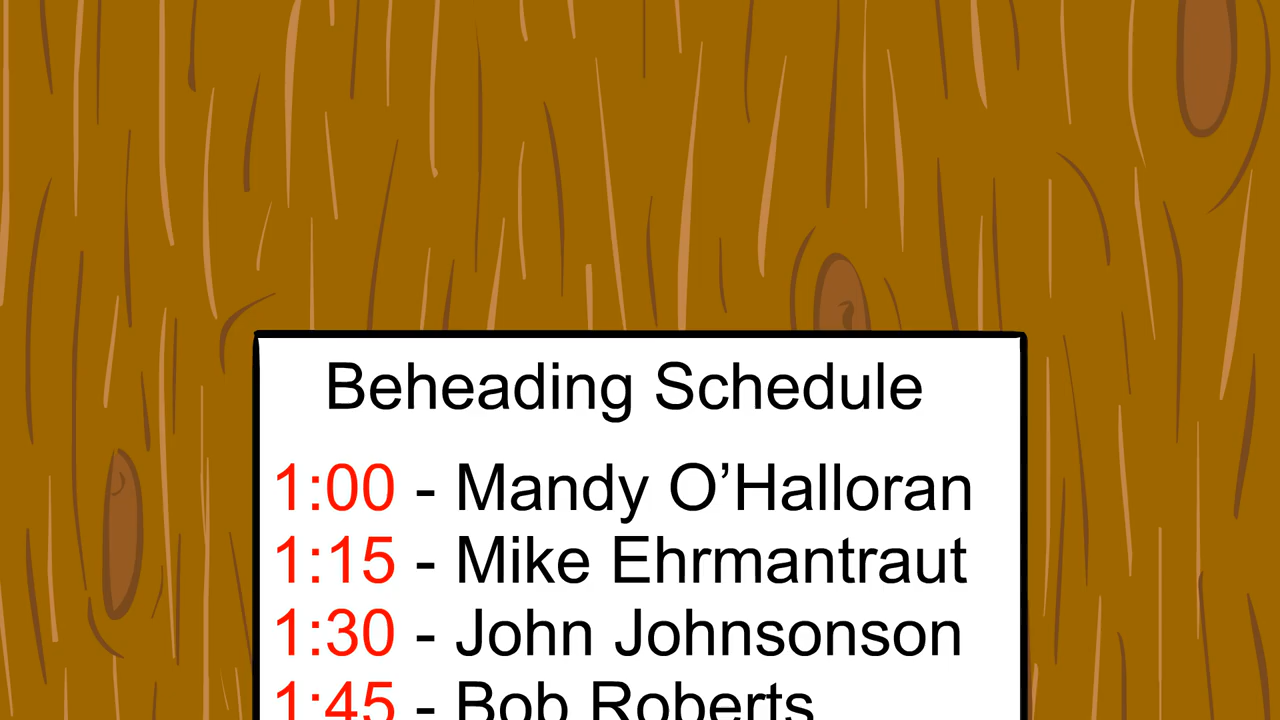 Beheading Schedule
1:00 - Mandy O’Halloran
1:15 - Mike Ehrmantraut
1:30 - John Johnsonson
1:45 - Bob Roberts